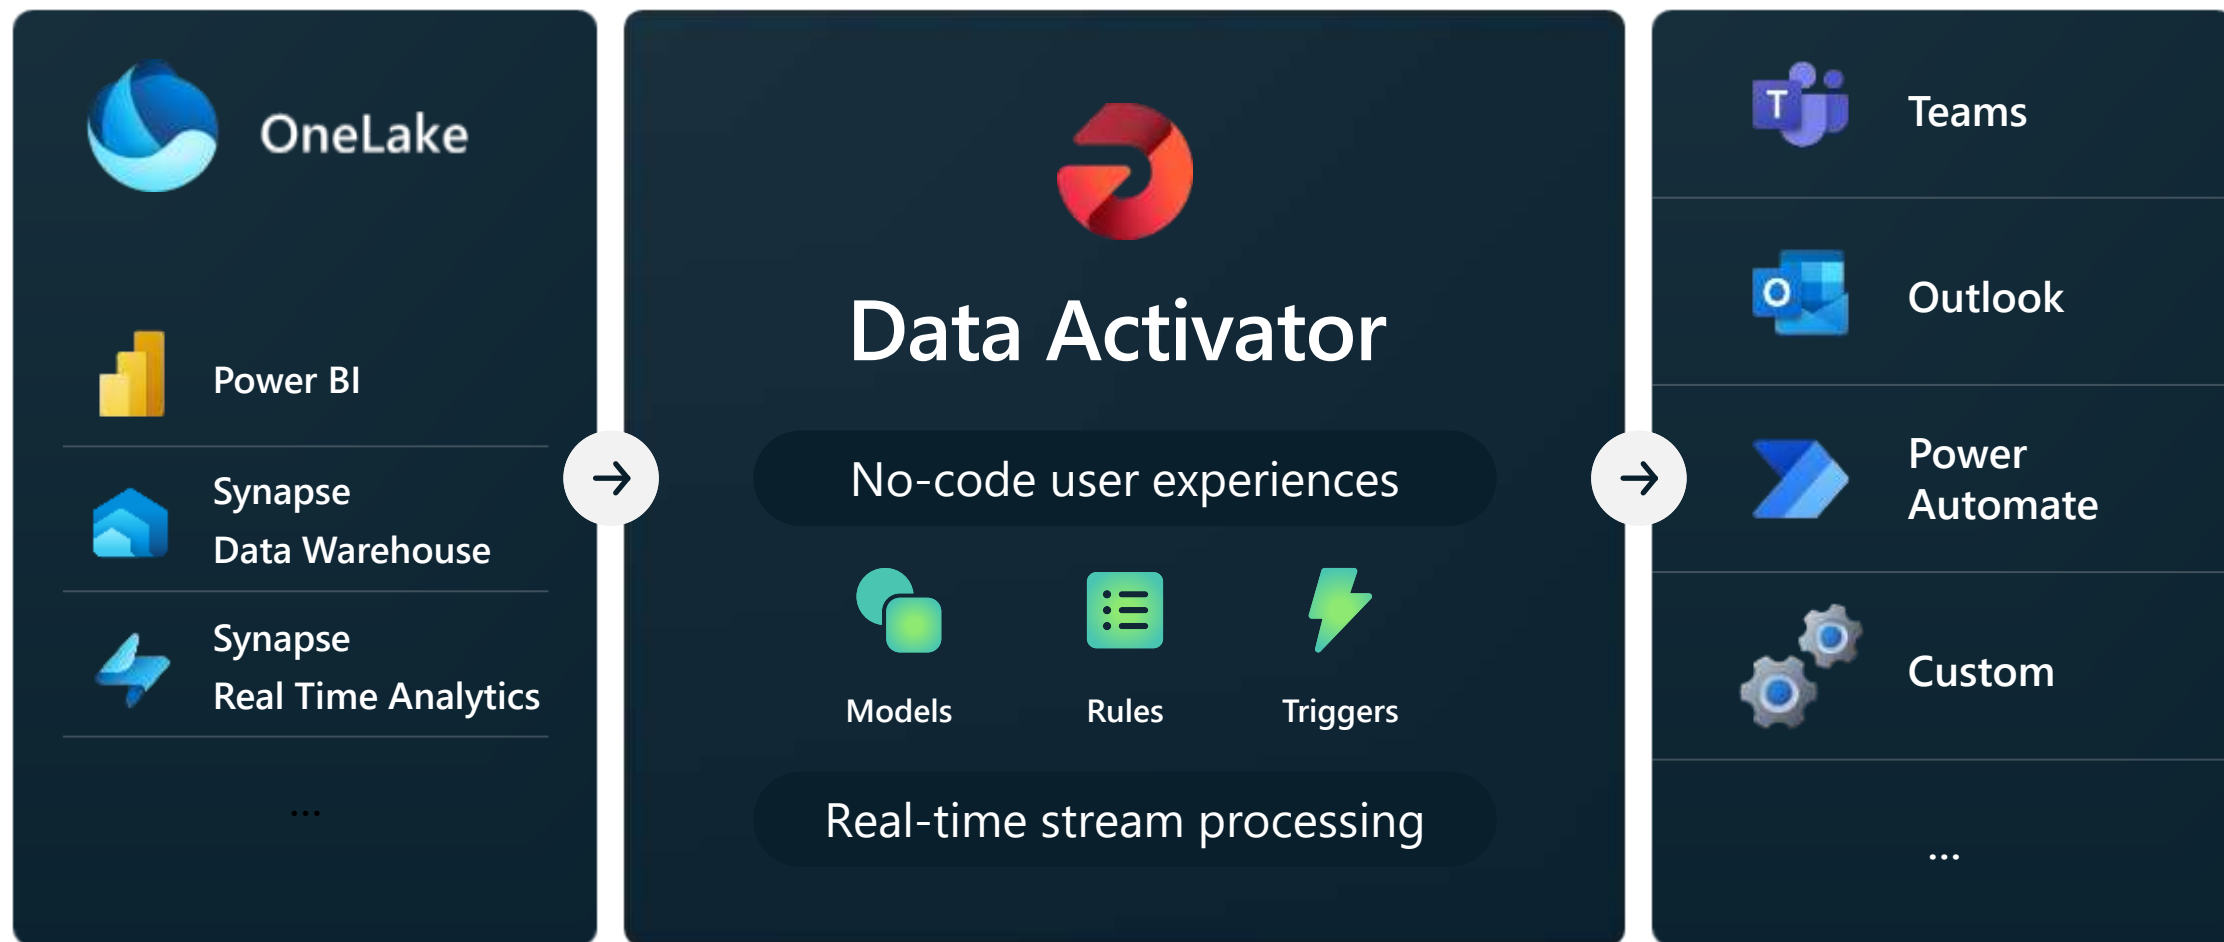 OneLake
Power BI
Synapse
Data Warehouse
Synapse
Real Time Analytics
...
Data Activator
No-code user experiences
Models
Rules
Triggers
Real-time stream processing
T
Teams
O
Outlook
Power
Automate
Custom
...